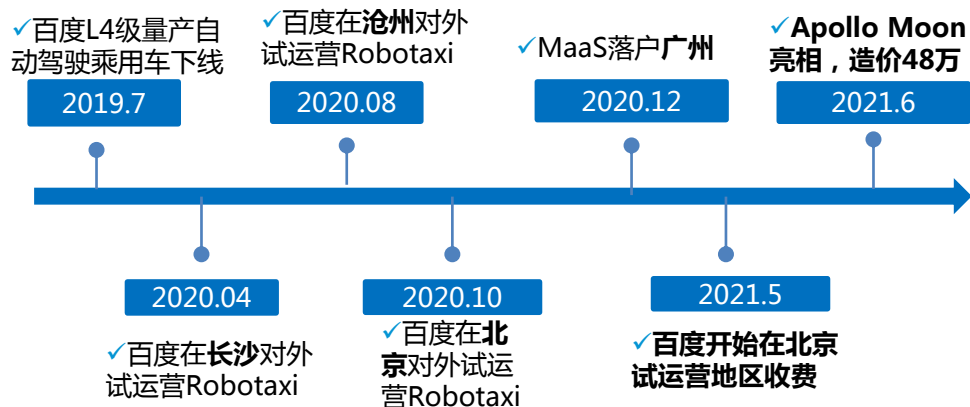 ✓百度L4级量产自
动驾驶乘用车下线
2019.7
✓百度在沧州对外
试运营Robotaxi
2020.08
✓MaaS落户广州
2020.12
✓Apollo Moon
亮相，造价48万
2021.6
2020.04
✓百度在长沙对外
试运营Robotaxi
2020.10
✓百度在北
京对外试运
营Robotaxi
2021.5
✓百度开始在北京
试运营地区收费